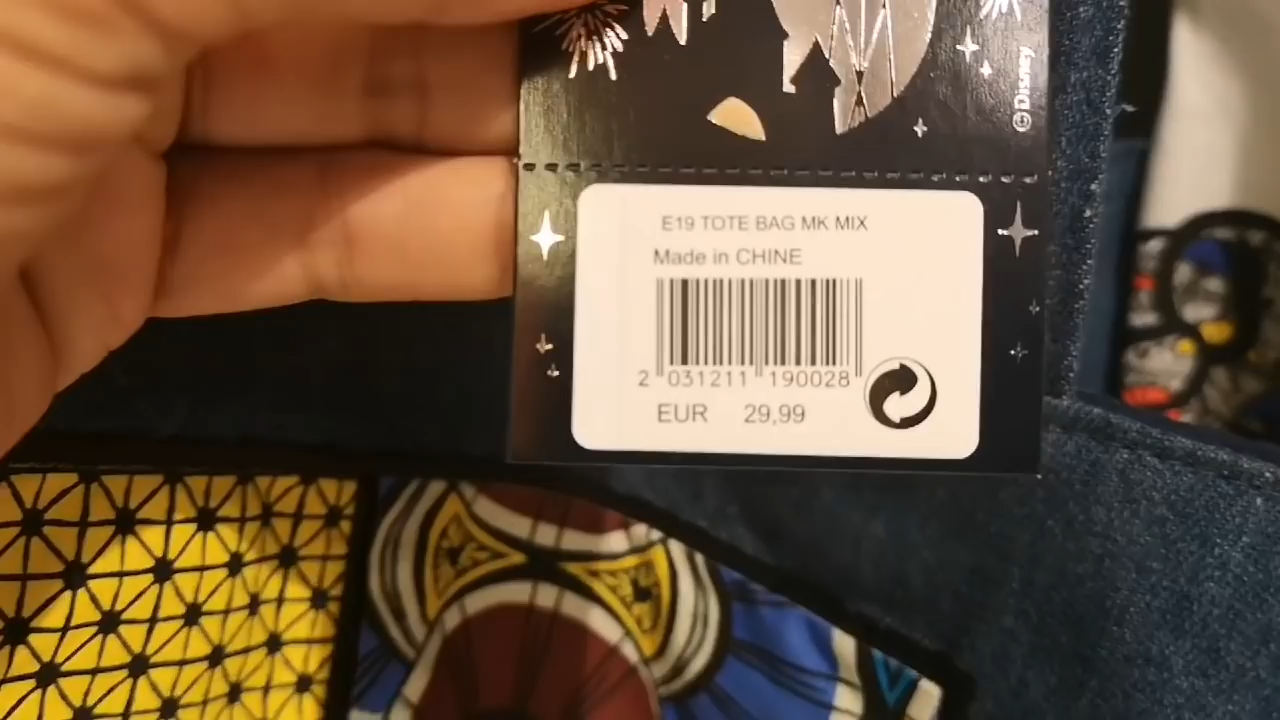 ©Disney
E19 TOTE BAG MK MIX
Made in CHINE
2 031211 190028
EUR 29,99